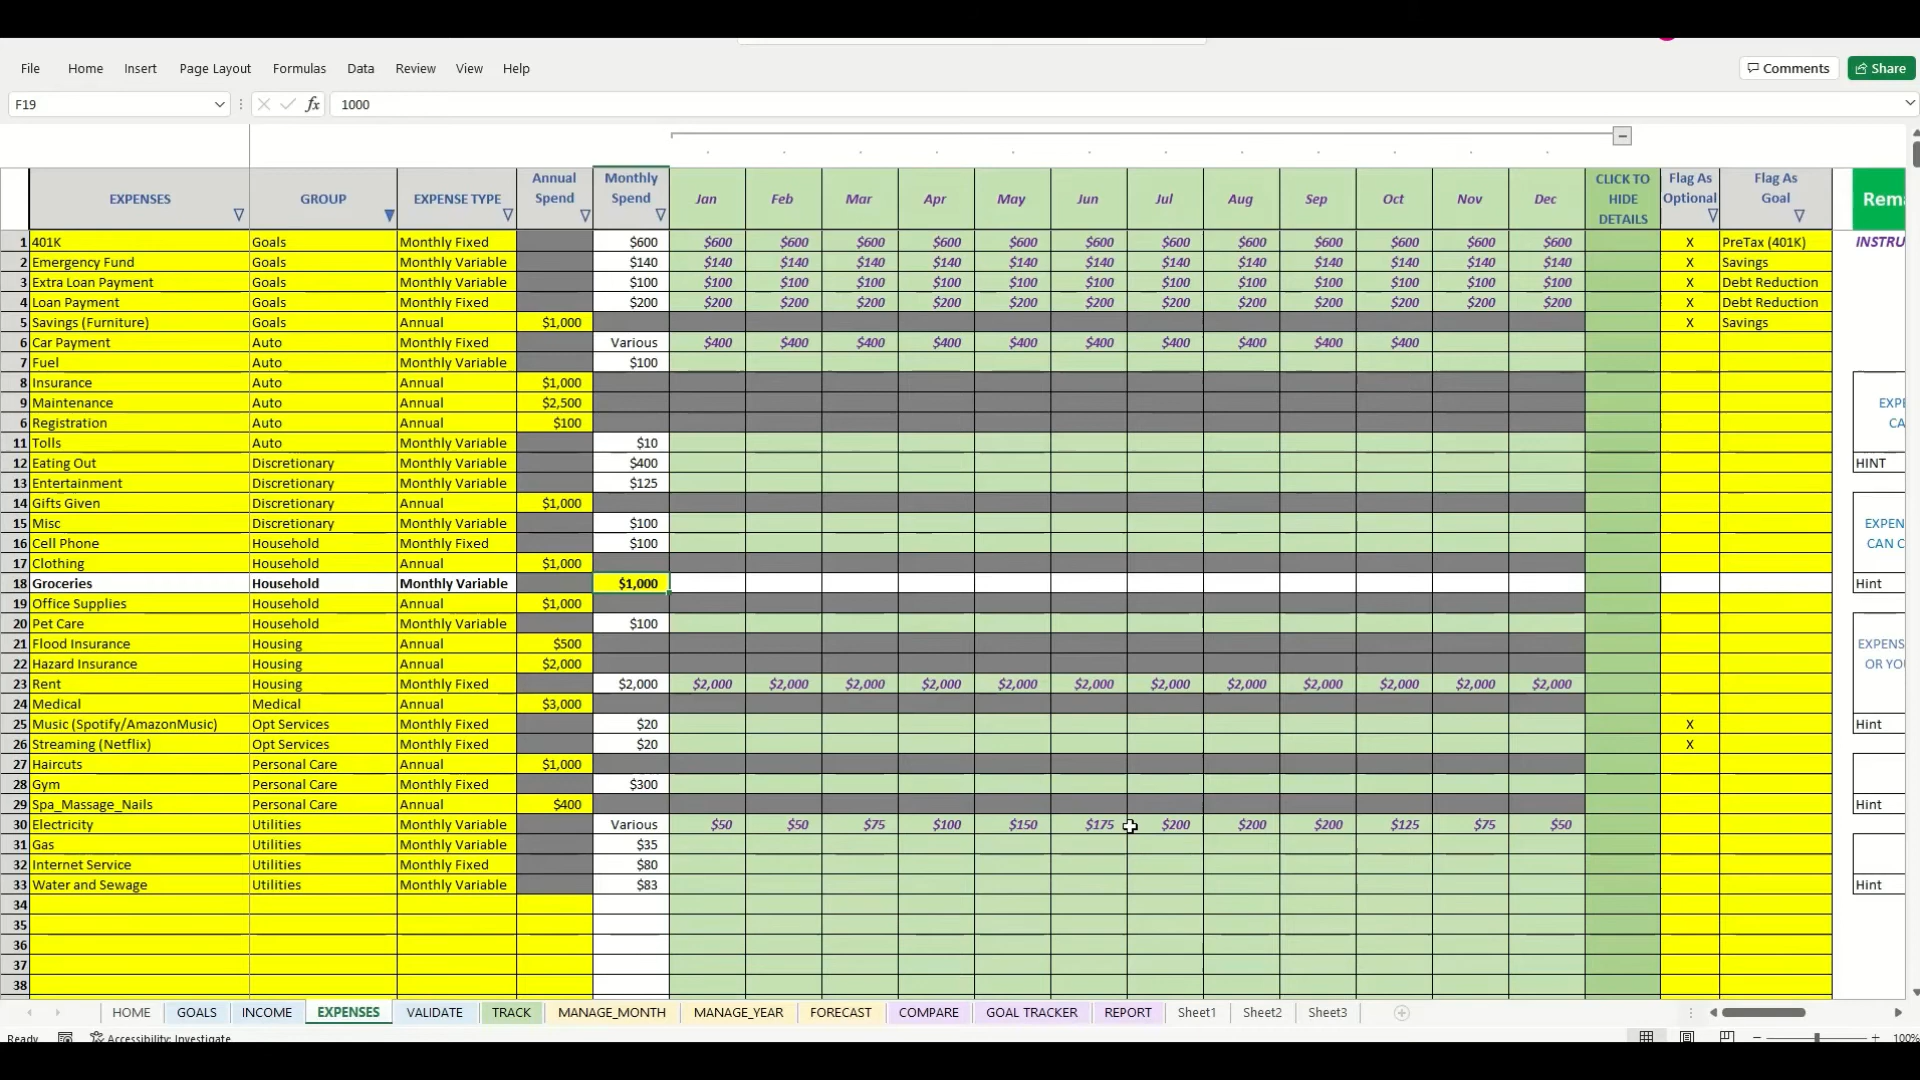 File Home Insert Page Layout Formulas Data Review View Help Comments Share
F19 fx 1000
EXPENSES GROUP EXPENSE TYPE Annual Spend Monthly Spend Jan Feb Mar Apr May Jun Jul Aug Sep Oct Nov Dec CLICK TO HIDE DETAILS Flag As Optional Flag As Goal
1 401K Goals Monthly Fixed $600 $600 $600 $600 $600 $600 $600 $600 $600 $600 $600 $600 $600 X PreTax (401K)
2 Emergency Fund Goals Monthly Variable $140 $140 $140 $140 $140 $140 $140 $140 $140 $140 $140 $140 $140 X Savings
3 Extra Loan Payment Goals Monthly Variable $100 $100 $100 $100 $100 $100 $100 $100 $100 $100 $100 $100 $100 X Debt Reduction
4 Loan Payment Goals Monthly Fixed $200 $200 $200 $200 $200 $200 $200 $200 $200 $200 $200 $200 $200 X Debt Reduction
5 Savings (Furniture) Goals Annual $1,000 X Savings
6 Car Payment Auto Monthly Fixed Various $400 $400 $400 $400 $400 $400 $400 $400 $400 $400
7 Fuel Auto Monthly Variable $100
8 Insurance Auto Annual $1,000
9 Maintenance Auto Annual $2,500
6 Registration Auto Annual $100
11 Tolls Auto Monthly Variable $10
12 Eating Out Discretionary Monthly Variable $400 HINT
13 Entertainment Discretionary Monthly Variable $125
14 Gifts Given Discretionary Annual $1,000
15 Misc Discretionary Monthly Variable $100
16 Cell Phone Household Monthly Fixed $100
17 Clothing Household Annual $1,000
18 Groceries Household Monthly Variable $1,000 Hint
19 Office Supplies Household Annual $1,000
20 Pet Care Household Monthly Variable $100
21 Flood Insurance Housing Annual $500
22 Hazard Insurance Housing Annual $2,000
23 Rent Housing Monthly Fixed $2,000 $2,000 $2,000 $2,000 $2,000 $2,000 $2,000 $2,000 $2,000 $2,000 $2,000 $2,000 $2,000
24 Medical Medical Annual $3,000
25 Music (Spotify/AmazonMusic) Opt Services Monthly Fixed $20 X Hint
26 Streaming (Netflix) Opt Services Monthly Fixed $20 X
27 Haircuts Personal Care Annual $1,000
28 Gym Personal Care Monthly Fixed $300
29 Spa_Massage_Nails Personal Care Annual $400 Hint
30 Electricity Utilities Monthly Variable Various $50 $50 $75 $100 $150 $175 $200 $200 $200 $125 $75 $50
31 Gas Utilities Monthly Variable $35
32 Internet Service Utilities Monthly Fixed $80
33 Water and Sewage Utilities Monthly Variable $83 Hint
34
35
36
37
38
HOME GOALS INCOME EXPENSES VALIDATE TRACK MANAGE_MONTH MANAGE_YEAR FORECAST COMPARE GOAL TRACKER REPORT Sheet1 Sheet2 Sheet3
Ready Accessibility: Investigate 100%